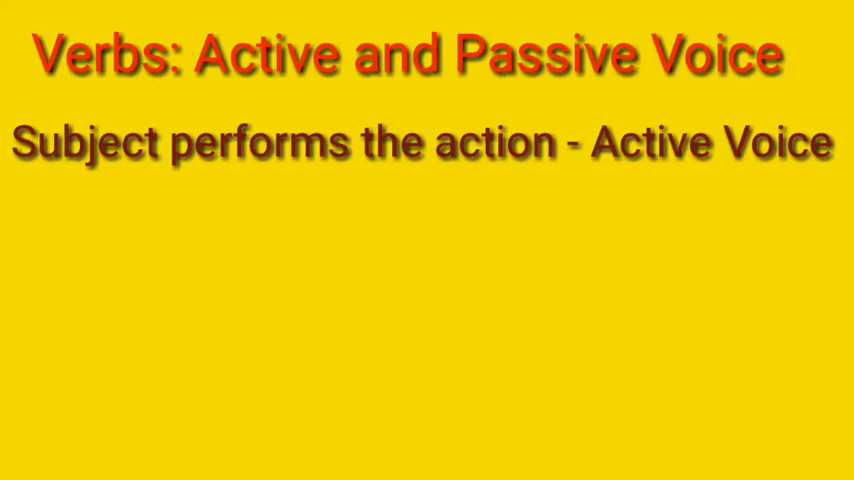 Verbs: Active and Passive Voice
Subject performs the action - Active Voice